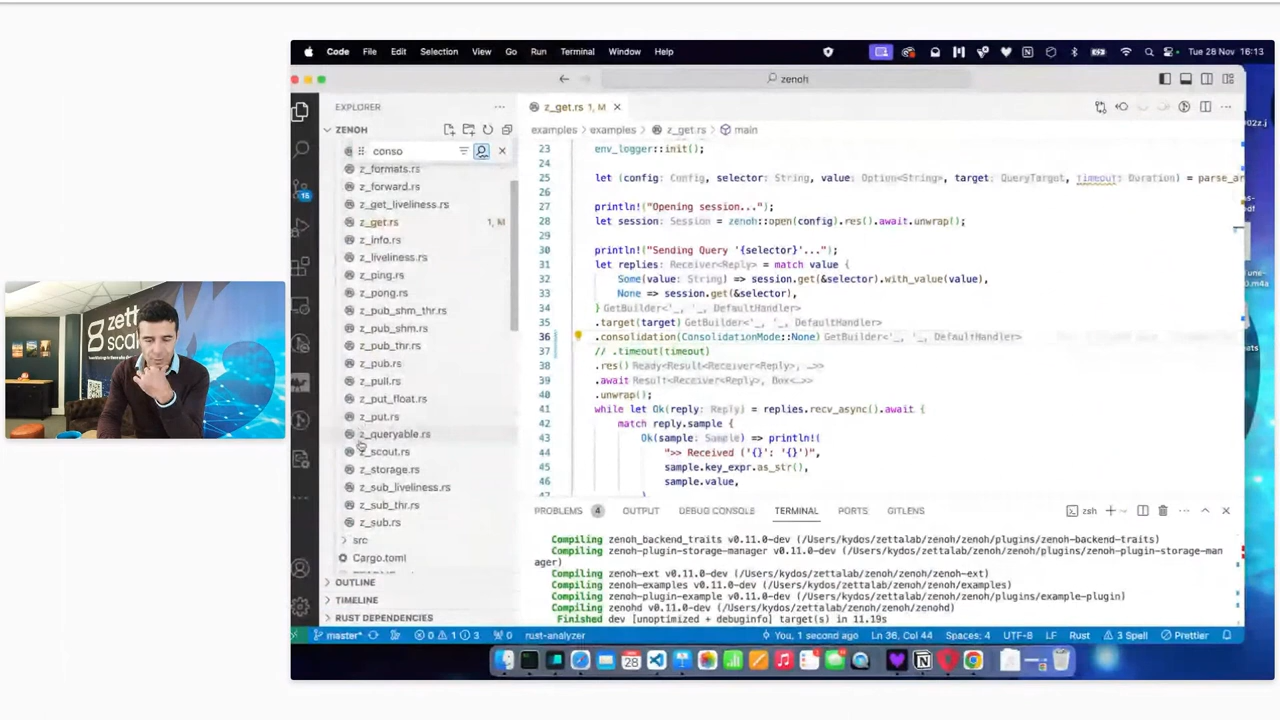 Code File Edit Selection View Go Run Terminal Window Help
Tue 28 Nov 16:13
zenoh
EXPLORER
ZENOH
conso
z_formats.rs
z_forward.rs
z_get_liveliness.rs
z_get.rs 1, M
z_info.rs
z_liveliness.rs
z_ping.rs
z_pong.rs
z_pub_shm_thr.rs
z_pub_shm.rs
z_pub_thr.rs
z_pub.rs
z_pull.rs
z_put_float.rs
z_put.rs
z_queryable.rs
z_scout.rs
z_storage.rs
z_sub_liveliness.rs
z_sub_thr.rs
z_sub.rs
src
Cargo.toml
OUTLINE
TIMELINE
RUST DEPENDENCIES
18
z_get.rs 1, M
examples > examples > z_get.rs > main
23 env_logger::init();
24
25 let (config: Config, selector: String, value: Option<String>, target: QueryTarget, timeout: Duration) = parse_ar
26
27 println!("Opening session...");
28 let session: Session = zenoh::open(config).res().await.unwrap();
29
30 println!("Sending Query '{selector}'...");
31 let replies: Receiver<Reply> = match value {
32 Some(value: String) => session.get(&selector).with_value(value),
33 None => session.get(&selector),
34 } GetBuilder<'_, '_, DefaultHandler>
35 .target(target) GetBuilder<'_, '_, DefaultHandler>
36 .consolidation(ConsolidationMode::None) GetBuilder<'_, '_, DefaultHandler>
37 // .timeout(timeout)
38 .res() Ready<Result<Receiver<Reply>, …>>
39 .await Result<Receiver<Reply>, Box<…>>
40 .unwrap();
41 while let Ok(reply: Reply) = replies.recv_async().await {
42 match reply.sample {
43 Ok(sample: Sample) => println!(
44 ">> Received ('{}': '{}')",
45 sample.key_expr.as_str(),
46 sample.value,
PROBLEMS 4 OUTPUT DEBUG CONSOLE TERMINAL PORTS GITLENS
zsh
Compiling zenoh_backend_traits v0.11.0-dev (/Users/kydos/zettalab/zenoh/zenoh/plugins/zenoh-backend-traits)
Compiling zenoh-plugin-storage-manager v0.11.0-dev (/Users/kydos/zettalab/zenoh/zenoh/plugins/zenoh-plugin-storage-man
ager)
Compiling zenoh-ext v0.11.0-dev (/Users/kydos/zettalab/zenoh/zenoh/zenoh-ext)
Compiling zenoh-examples v0.11.0-dev (/Users/kydos/zettalab/zenoh/zenoh/examples)
Compiling zenoh-plugin-example v0.11.0-dev (/Users/kydos/zettalab/zenoh/zenoh/plugins/example-plugin)
Compiling zenohd v0.11.0-dev (/Users/kydos/zettalab/zenoh/zenoh/zenohd)
Finished dev [unoptimized + debuginfo] target(s) in 11.19s
master* 0 1 3 0 rust-analyzer You, 1 second ago Ln 36, Col 44 Spaces: 4 UTF-8 LF Rust 3 Spell Prettier
28
zett
sca